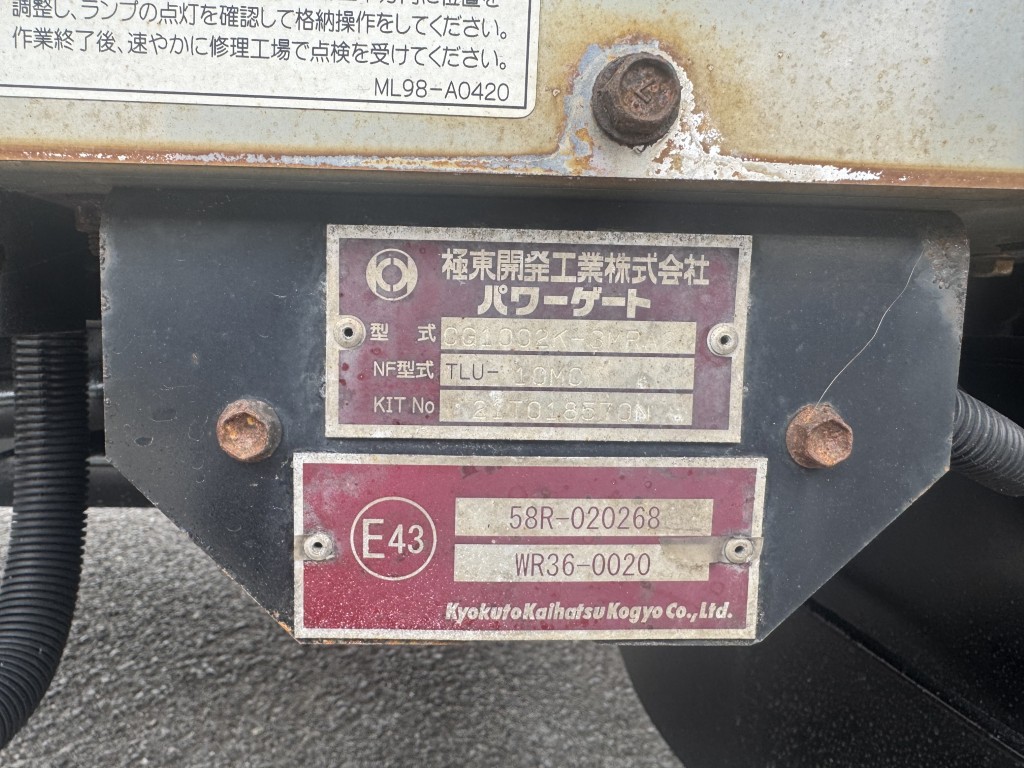 調整し、ランプの点灯を確認して格納操作をしてください。
作業終了後、速やかに修理工場で点検を受けてください。
ML98-A0420
極東開発工業株式会社
パワーゲート
型式
NF型式 TLU- 10M0
KIT No 21T0185T0N
E43
58R-020268
WR36-0020
Kyokuto Kaihatsu Kogyo Co., Ltd.